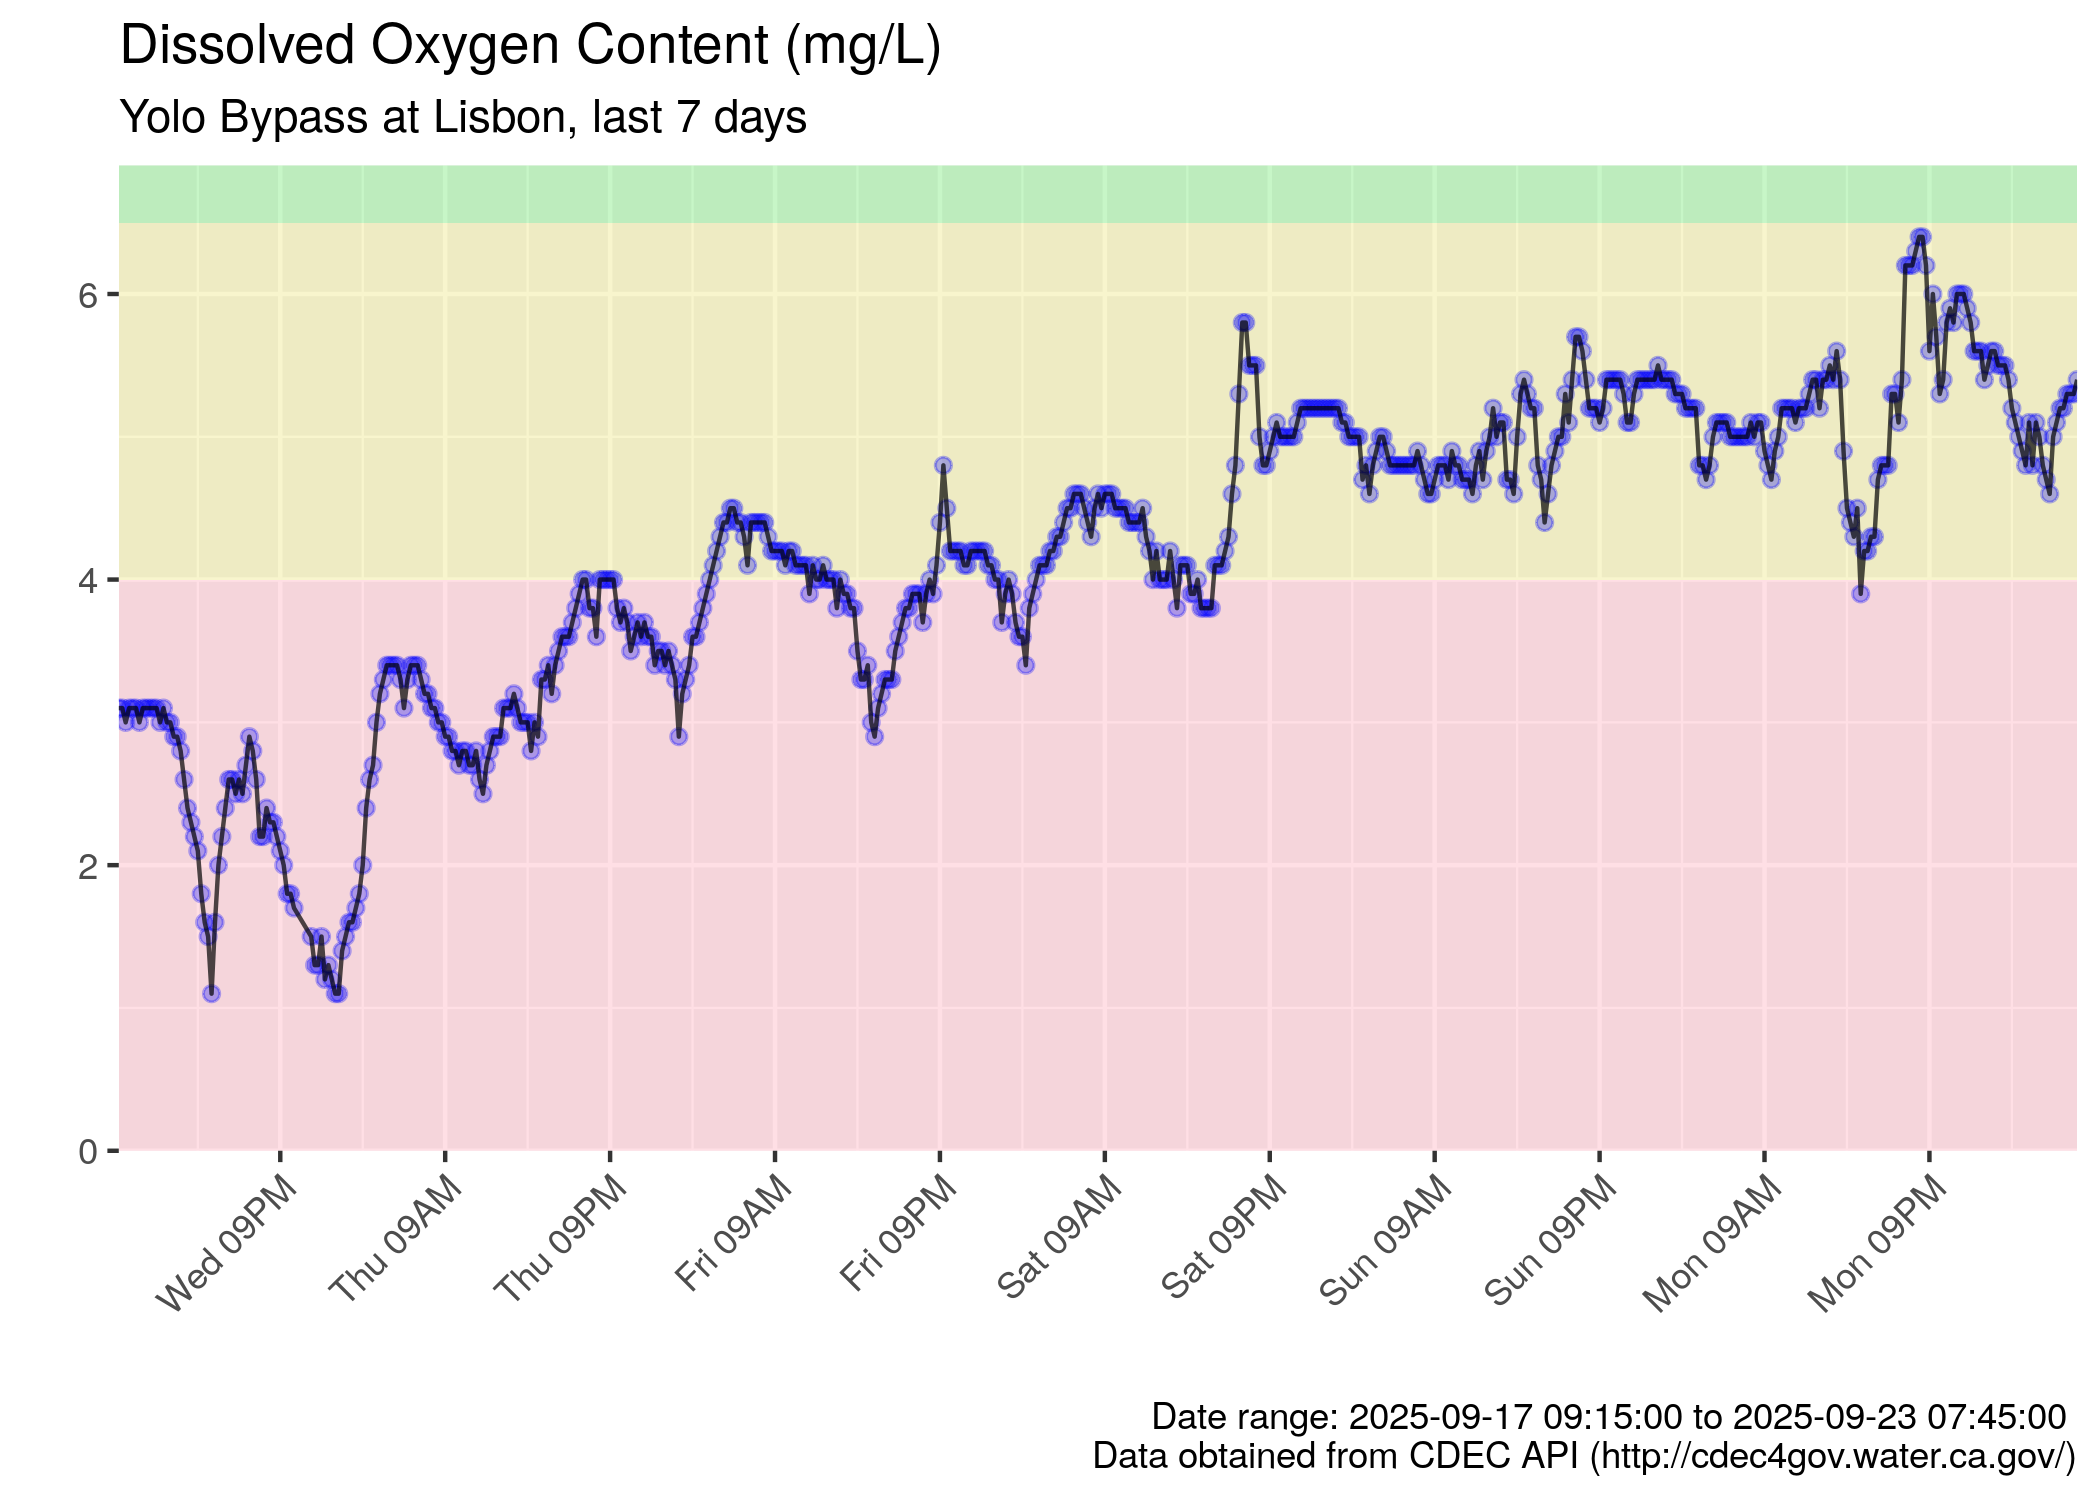 Dissolved Oxygen Content (mg/L)
Yolo Bypass at Lisbon, last 7 days
6
4
2
0
Wed 09PM
Thu 09AM
Thu 09PM
Fri 09AM
Fri 09PM
Sat 09AM
Sat 09PM
Sun 09AM
Sun 09PM
Mon 09AM
Mon 09PM
Date range: 2025-09-17 09:15:00 to 2025-09-23 07:45:00
Data obtained from CDEC API (http://cdec4gov.water.ca.gov/)